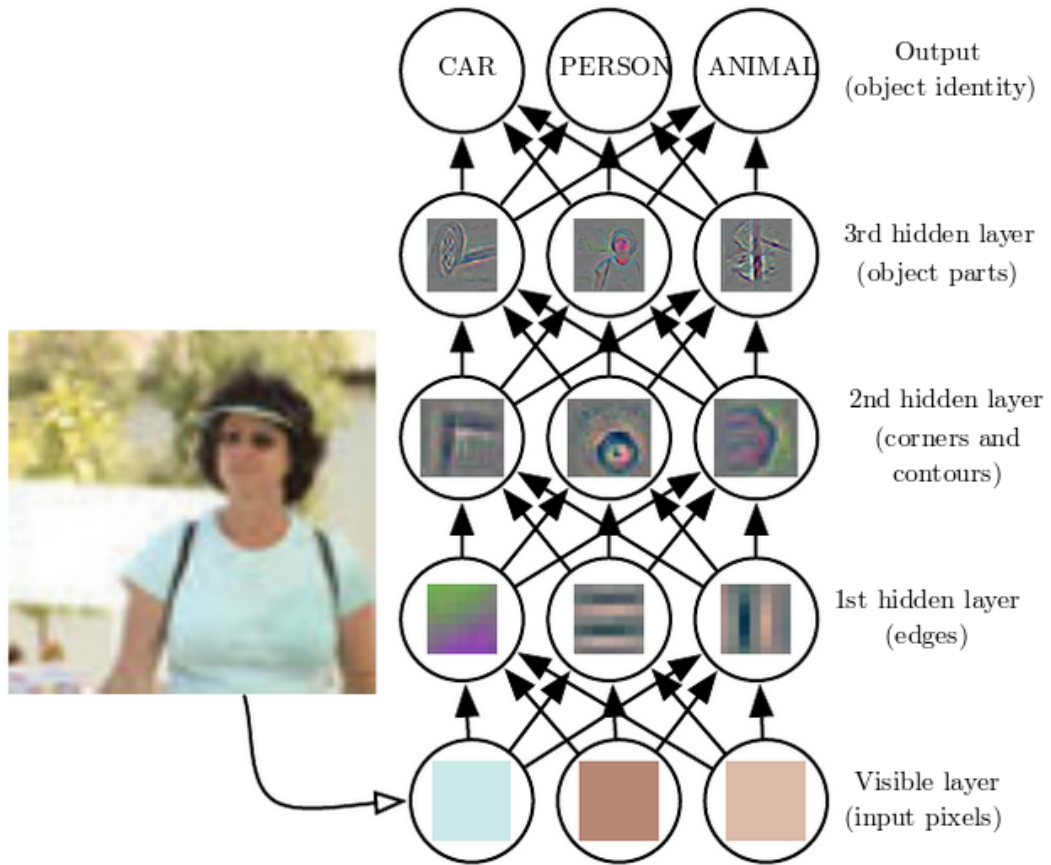 CAR
PERSON
ANIMAL
Output
(object identity)
3rd hidden layer
(object parts)
2nd hidden layer
(corners and
contours)
1st hidden layer
(edges)
Visible layer
(input pixels)